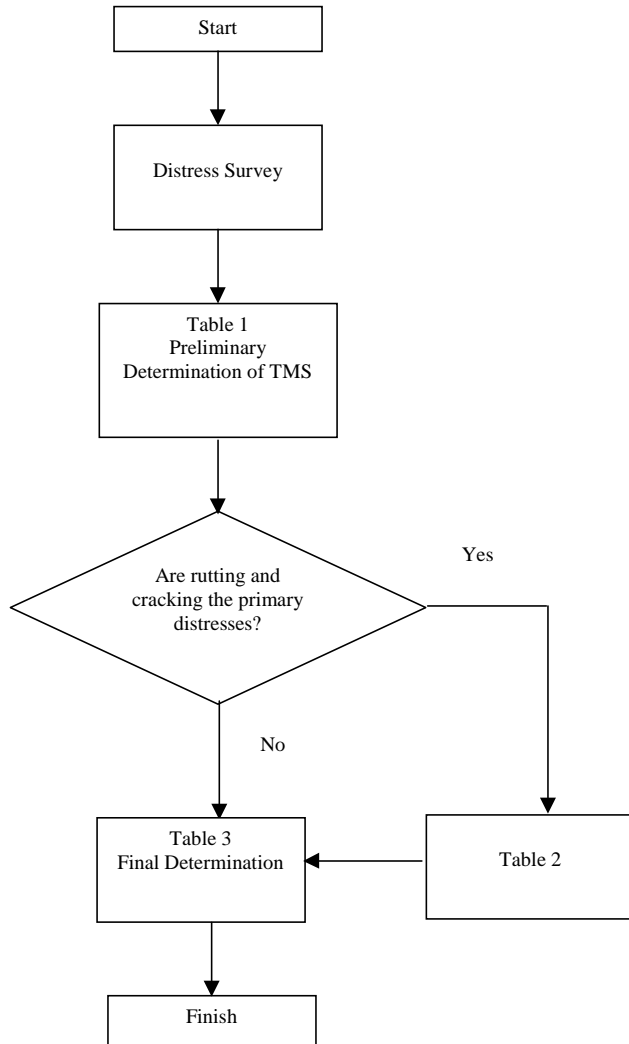 Start
Distress Survey
Table 1
Preliminary
Determination of TMS
Are rutting and
cracking the primary
distresses?
Yes
No
Table 3
Final Determination
Table 2
Finish